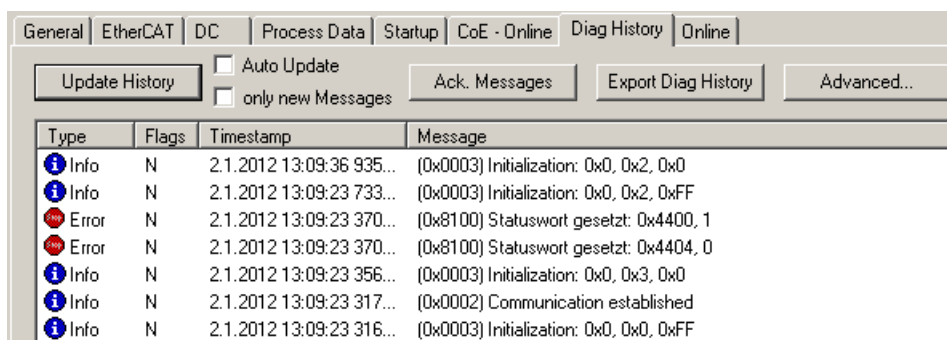 General EtherCAT DC Process Data Startup CoE - Online Diag History Online
Update History Auto Update only new Messages Ack. Messages Export Diag History Advanced...
Type Flags Timestamp Message
Info N 2.1.2012 13:09:36 935... (0x0003) Initialization: 0x0, 0x2, 0x0
Info N 2.1.2012 13:09:23 733... (0x0003) Initialization: 0x0, 0x2, 0xFF
Error N 2.1.2012 13:09:23 370... (0x8100) Statuswort gesetzt: 0x4400, 1
Error N 2.1.2012 13:09:23 370... (0x8100) Statuswort gesetzt: 0x4404, 0
Info N 2.1.2012 13:09:23 356... (0x0003) Initialization: 0x0, 0x3, 0x0
Info N 2.1.2012 13:09:23 317... (0x0002) Communication established
Info N 2.1.2012 13:09:23 316... (0x0003) Initialization: 0x0, 0x0, 0xFF